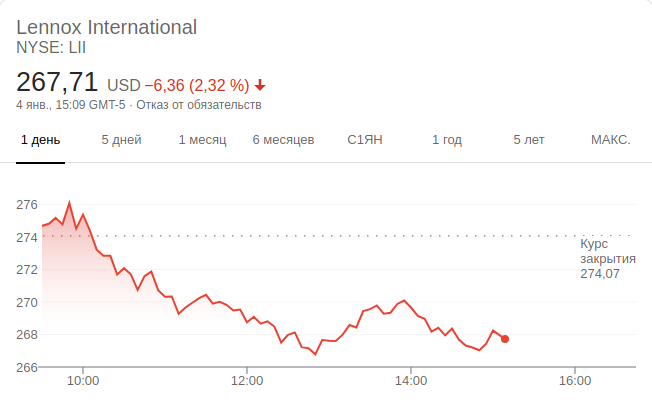 Lennox International
NYSE: LII
267,71 USD −6,36 (2,32 %)
4 янв., 15:09 GMT-5 · Отказ от обязательств
1 день 5 дней 1 месяц 6 месяцев С1ЯН 1 год 5 лет МАКС.
276
274
Курс
закрытия
274,07
272
270
268
266
10:00 12:00 14:00 16:00